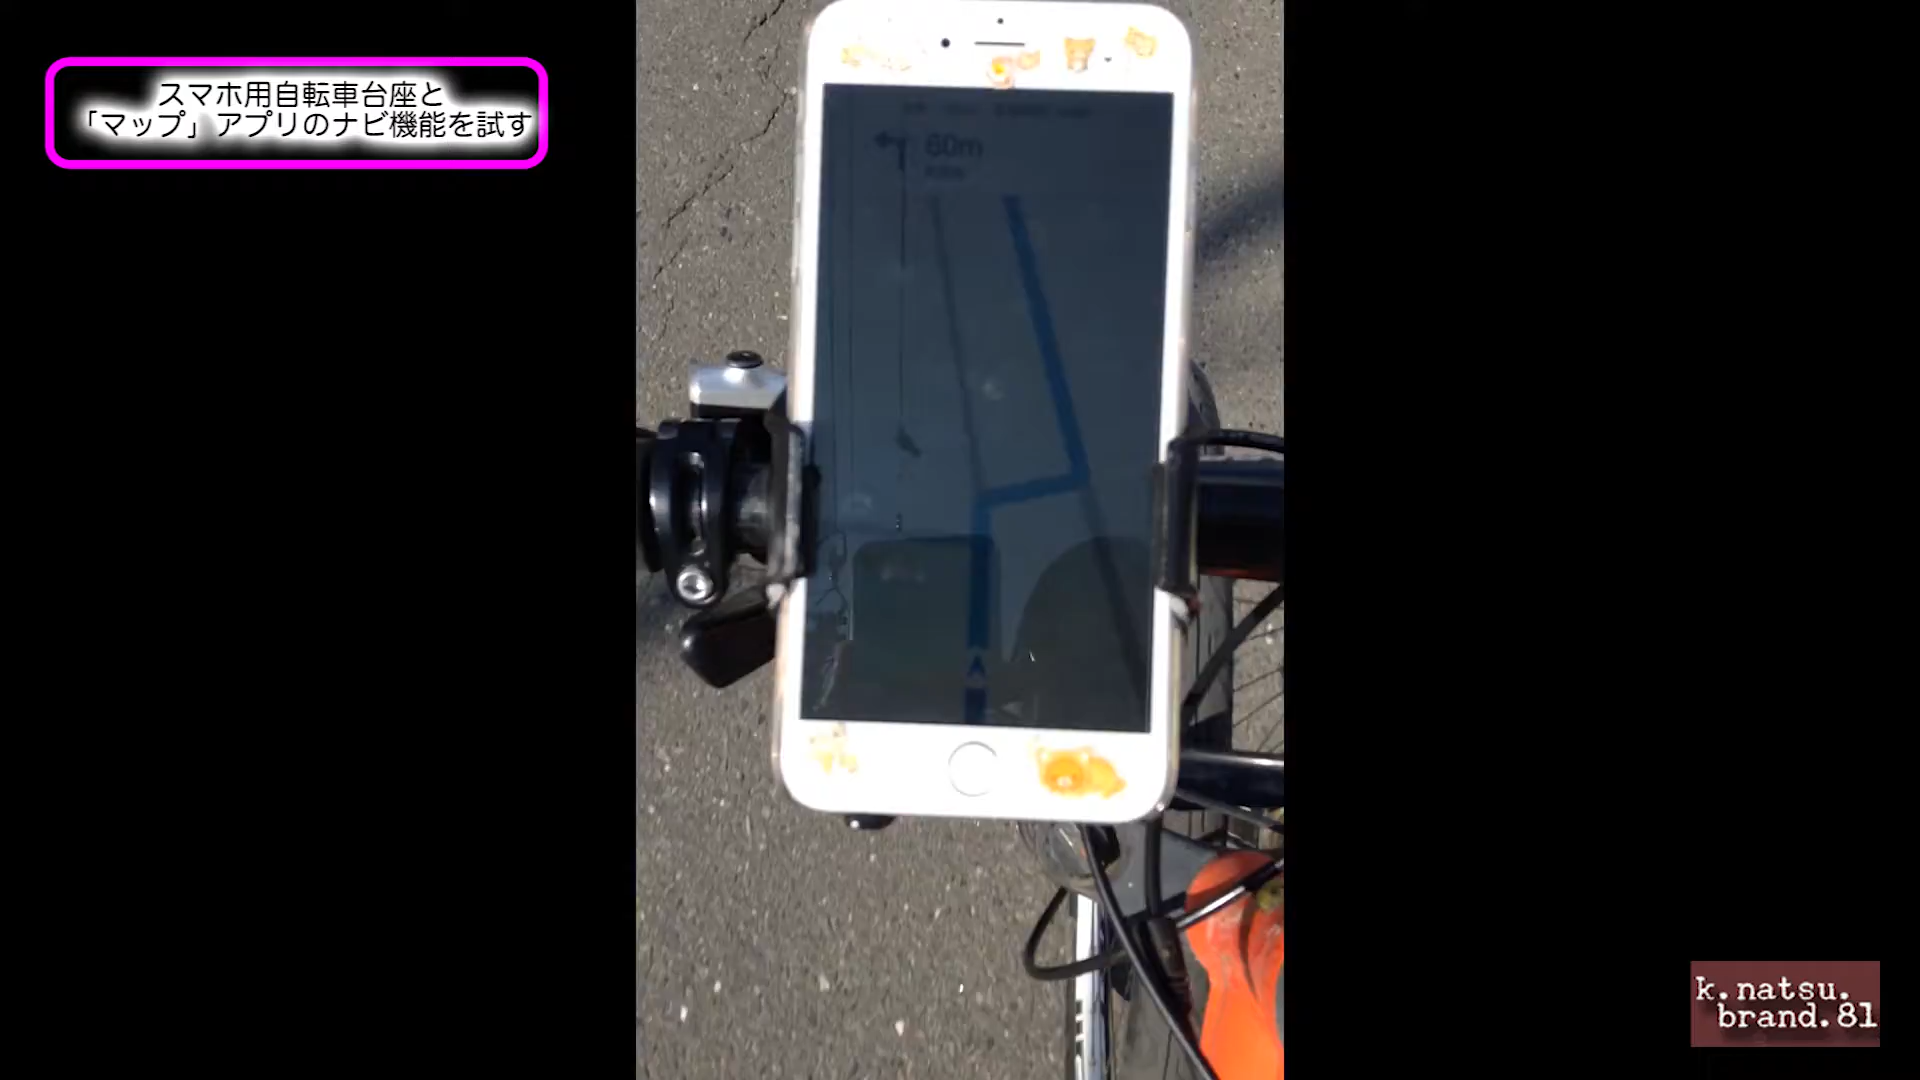 スマホ用自転車台座と
「マップ」アプリのナビ機能を試す
60m
k.natsu.
brand.81